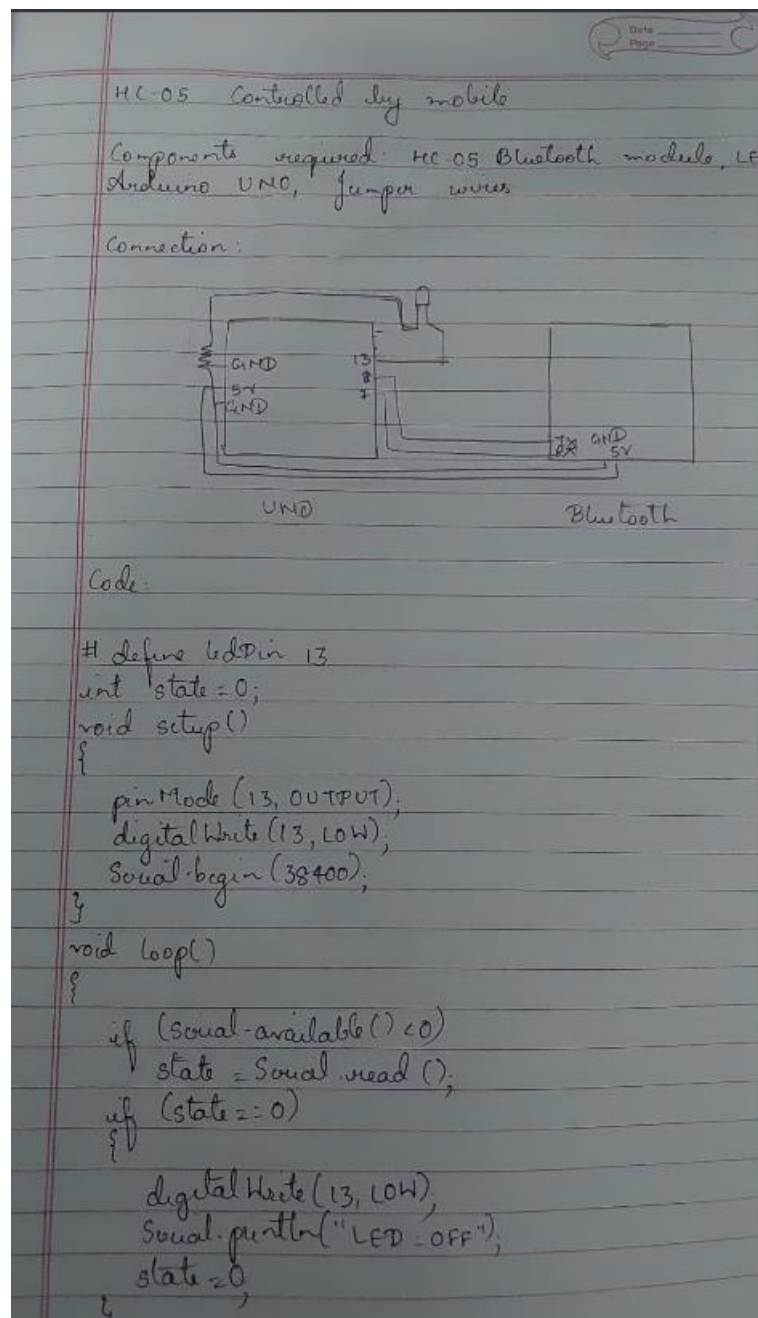 Date
Page
HC-05 Controlled by mobile
Components required: HC-05 Bluetooth module, LE
Arduino UNO, Jumper wires
Connection:
GND
5V
GND
13
8
7
TX
RX
GND
5V
UNO
Bluetooth
Code:
# define ledPin 13
int state = 0;
void setup()
{
pinMode (13, OUTPUT);
digitalWrite (13, LOW);
Serial.begin (38400);
}
void loop()
{
if (serial.available() <0)
state = Serial.read ();
if (state == 0)
{
digitalWrite (13, LOW);
Serial.println("LED : OFF");
state = 0;
}